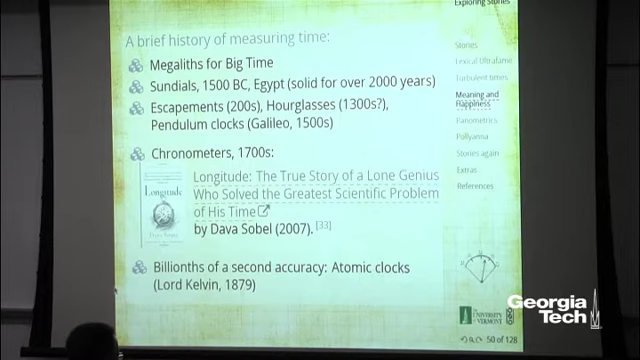 Exploring Stories
A brief history of measuring time:
Megaliths for Big Time
Sundials, 1500 BC, Egypt (solid for over 2000 years)
Escapements (200s), Hourglasses (1300s?),
Pendulum clocks (Galileo, 1500s)
Chronometers, 1700s:
Longitude
Longitude: The True Story of a Lone Genius
Who Solved the Greatest Scientific Problem
of His Time
by Dava Sobel (2007). [33]
Billionths of a second accuracy: Atomic clocks
(Lord Kelvin, 1879)
Stories
Lexical Ultrafame
Turbulent times
Meaning and
Happiness
Panometrics
Pollyanna
Stories again
Extras
References
UNIVERSITY
of VERMONT
50 of 128
Georgia
Tech